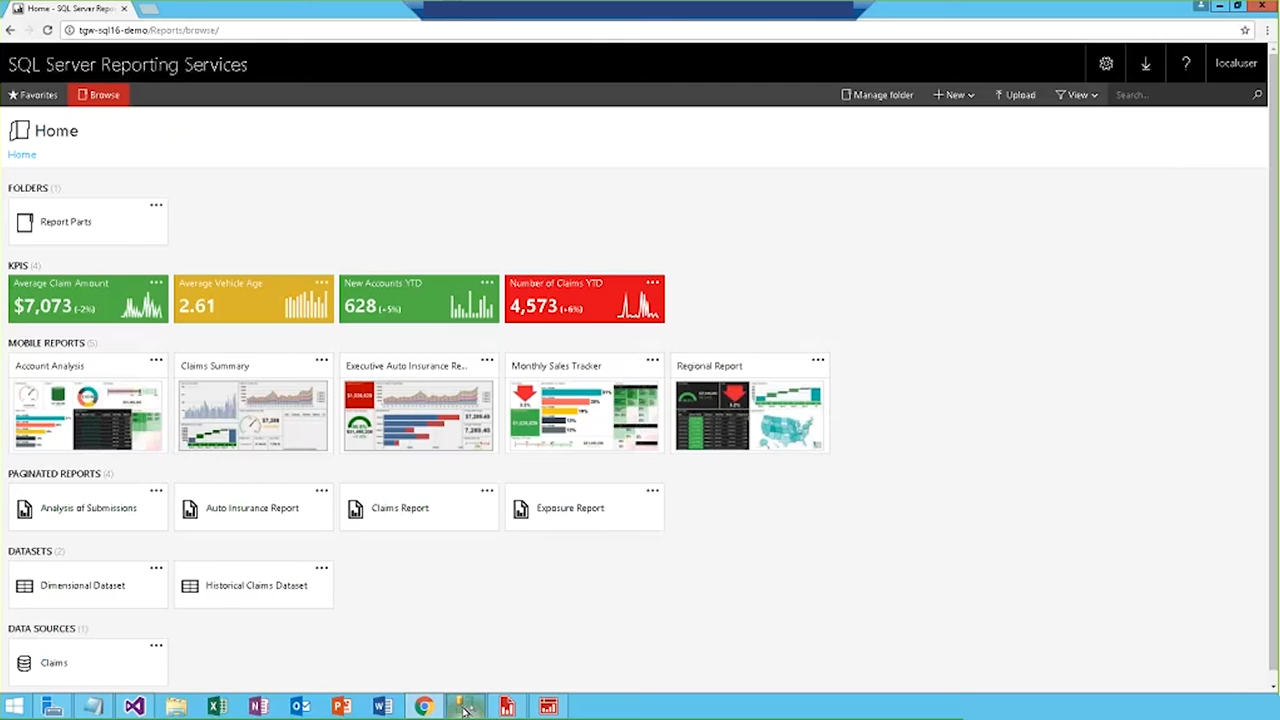 Home - SQL Server Repo
tgw-sql16-demo/Reports/browse/
SQL Server Reporting Services
localuser
Favorites
Browse
Manage folder
New
Upload
View
Search...
Home
Home
FOLDERS (1)
Report Parts
KPIS (4)
Average Claim Amount
$7,073 (-2%)
Average Vehicle Age
2.61
New Accounts YTD
628 (+5%)
Number of Claims YTD
4,573 (+6%)
MOBILE REPORTS (5)
Account Analysis
Claims Summary
Executive Auto Insurance Re...
Monthly Sales Tracker
Regional Report
PAGINATED REPORTS (4)
Analysis of Submissions
Auto Insurance Report
Claims Report
Exposure Report
DATASETS (2)
Dimensional Dataset
Historical Claims Dataset
DATA SOURCES (1)
Claims